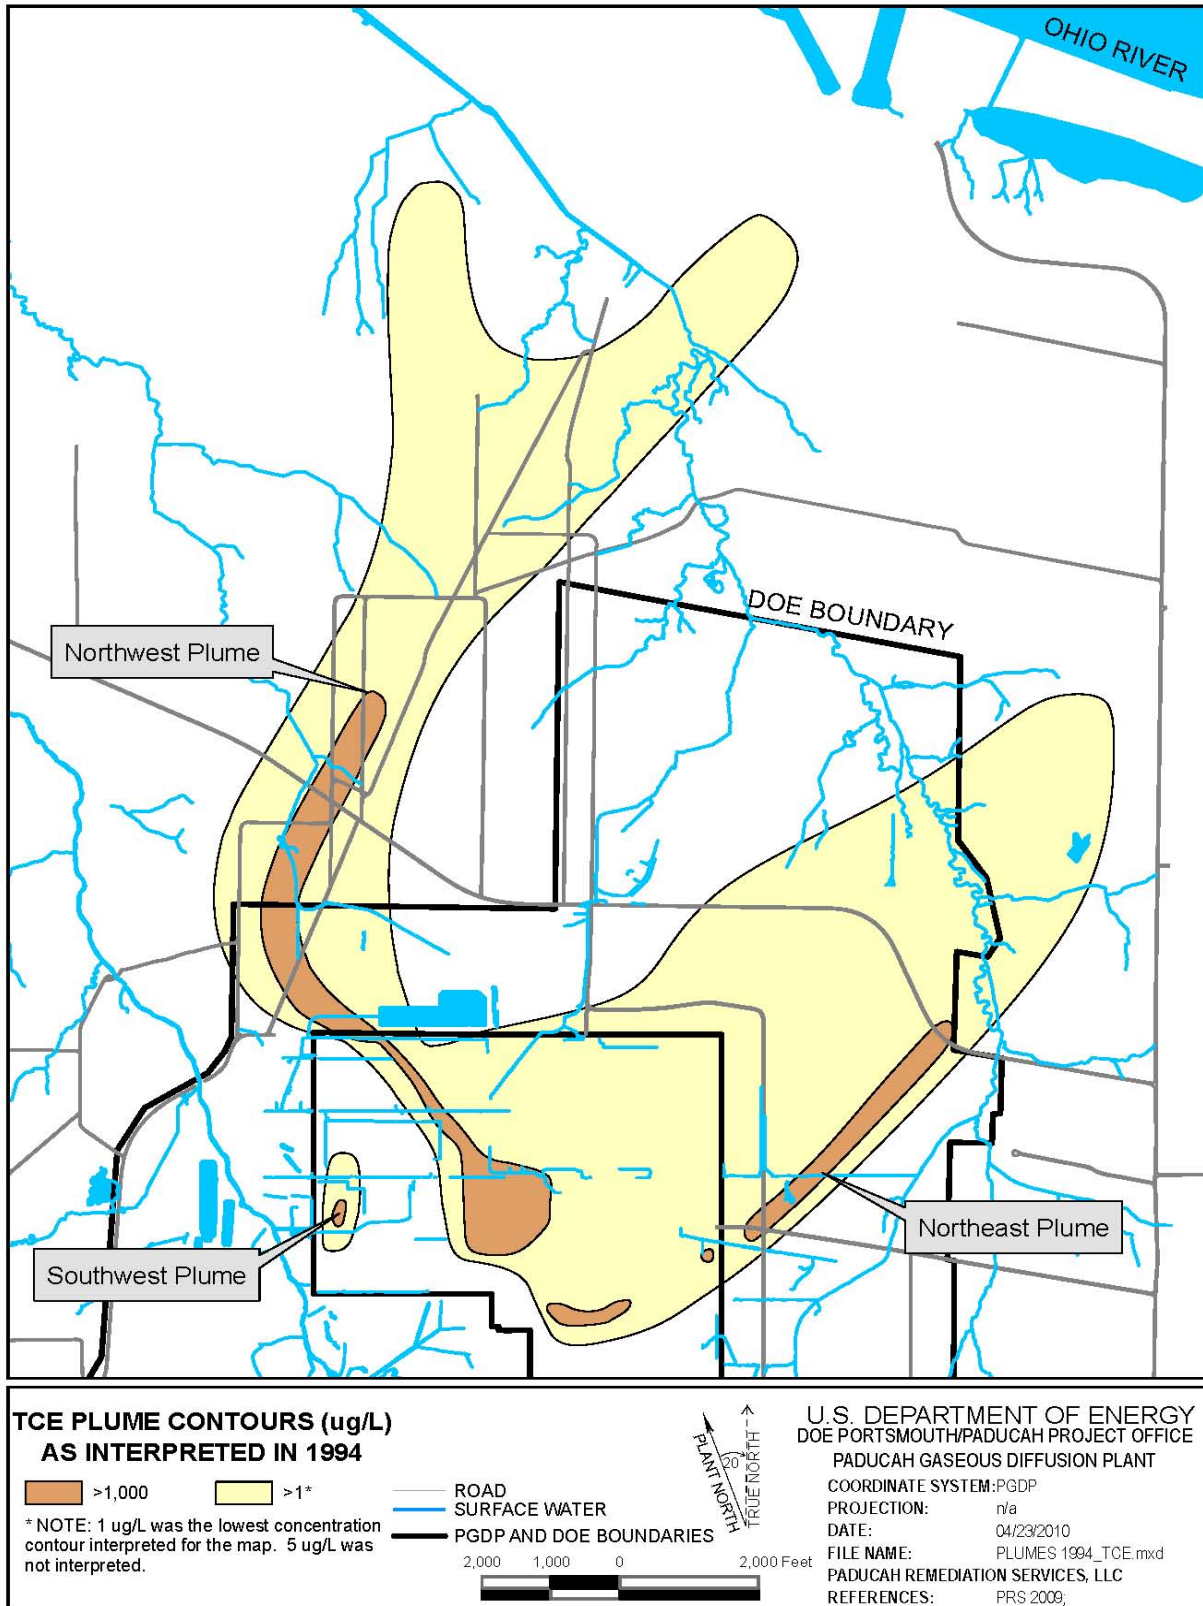 OHIO RIVER
DOE BOUNDARY
Northwest Plume
Northeast Plume
Southwest Plume
TCE PLUME CONTOURS (ug/L)
AS INTERPRETED IN 1994
>1,000
>1*
* NOTE: 1 ug/L was the lowest concentration
contour interpreted for the map. 5 ug/L was
not interpreted.
ROAD
SURFACE WATER
PGDP AND DOE BOUNDARIES
2,000 1,000 0 2,000 Feet
PLANT NORTH
20°
TRUE NORTH
U.S. DEPARTMENT OF ENERGY
DOE PORTSMOUTH/PADUCAH PROJECT OFFICE
PADUCAH GASEOUS DIFFUSION PLANT
COORDINATE SYSTEM: PGDP
PROJECTION: n/a
DATE: 04/23/2010
FILE NAME: PLUMES 1994_TCE.mxd
PADUCAH REMEDIATION SERVICES, LLC
REFERENCES: PRS 2009;